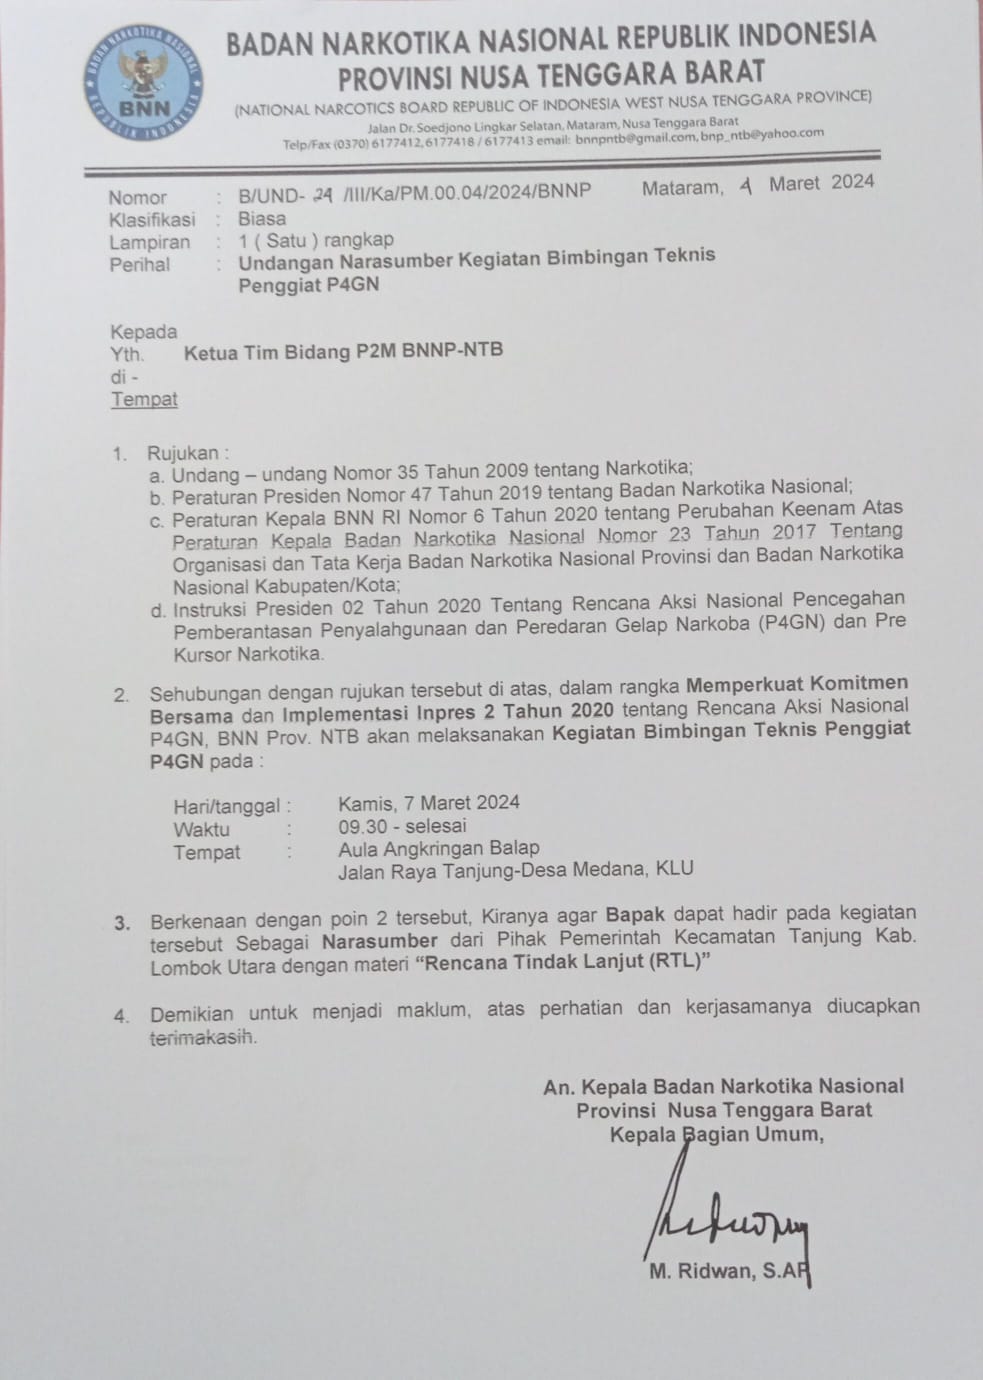 BADAN NARKOTIKA NASIONAL REPUBLIK INDONESIA
PROVINSI NUSA TENGGARA BARAT
(NATIONAL NARCOTICS BOARD REPUBLIC OF INDONESIA WEST NUSA TENGGARA PROVINCE)
Jalan Dr. Soedjono Lingkar Selatan, Mataram, Nusa Tenggara Barat
Telp/Fax (0370) 6177412, 6177418 / 6177413 email: bnnpntb@gmail.com, bnp_ntb@yahoo.com
BADAN NARKOTIKA NASIONAL
BNN
REPUBLIK INDONESIA
Nomor : B/UND- 29 /III/Ka/PM.00.04/2024/BNNP Mataram, Maret 2024
Klasifikasi : Biasa
Lampiran : 1 ( Satu ) rangkap
Perihal : Undangan Narasumber Kegiatan Bimbingan Teknis
Penggiat P4GN
Kepada
Yth. Ketua Tim Bidang P2M BNNP-NTB
di -
Tempat
1. Rujukan :
a. Undang – undang Nomor 35 Tahun 2009 tentang Narkotika;
b. Peraturan Presiden Nomor 47 Tahun 2019 tentang Badan Narkotika Nasional;
c. Peraturan Kepala BNN RI Nomor 6 Tahun 2020 tentang Perubahan Keenam Atas
Peraturan Kepala Badan Narkotika Nasional Nomor 23 Tahun 2017 Tentang
Organisasi dan Tata Kerja Badan Narkotika Nasional Provinsi dan Badan Narkotika
Nasional Kabupaten/Kota;
d. Instruksi Presiden 02 Tahun 2020 Tentang Rencana Aksi Nasional Pencegahan
Pemberantasan Penyalahgunaan dan Peredaran Gelap Narkoba (P4GN) dan Pre
Kursor Narkotika.
2. Sehubungan dengan rujukan tersebut di atas, dalam rangka Memperkuat Komitmen
Bersama dan Implementasi Inpres 2 Tahun 2020 tentang Rencana Aksi Nasional
P4GN, BNN Prov. NTB akan melaksanakan Kegiatan Bimbingan Teknis Penggiat
P4GN pada :
Hari/tanggal : Kamis, 7 Maret 2024
Waktu : 09.30 - selesai
Tempat : Aula Angkringan Balap
Jalan Raya Tanjung-Desa Medana, KLU
3. Berkenaan dengan poin 2 tersebut, Kiranya agar Bapak dapat hadir pada kegiatan
tersebut Sebagai Narasumber dari Pihak Pemerintah Kecamatan Tanjung Kab.
Lombok Utara dengan materi “Rencana Tindak Lanjut (RTL)”
4. Demikian untuk menjadi maklum, atas perhatian dan kerjasamanya diucapkan
terimakasih.
An. Kepala Badan Narkotika Nasional
Provinsi Nusa Tenggara Barat
Kepala Bagian Umum,
M. Ridwan, S.AP